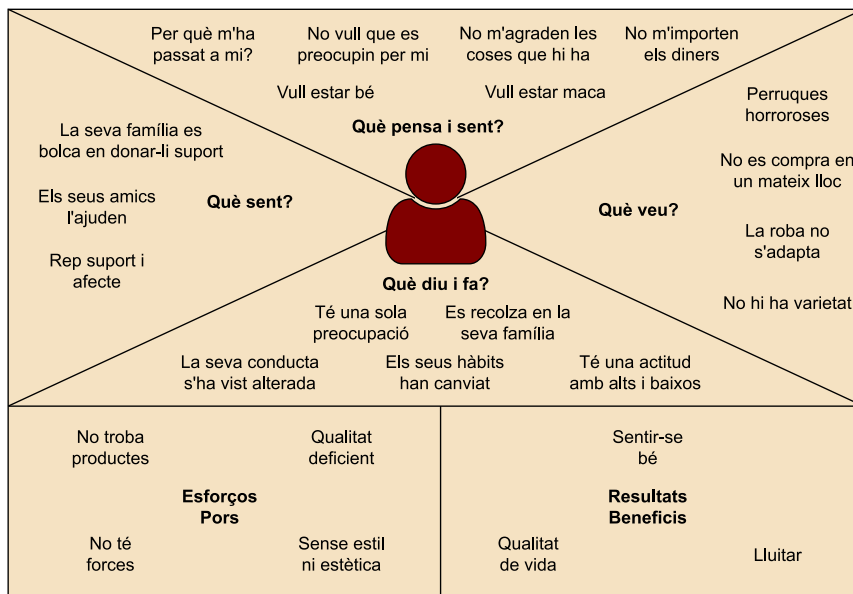 Per què m'ha
passat a mi?
No vull que es
preocupin per mi
No m'agraden les
coses que hi ha
No m'importen
els diners
Vull estar bé
Vull estar maca
Què pensa i sent?
La seva família es
bolca en donar-li suport
Els seus amics
l'ajuden
Rep suport i
afecte
Què sent?
Què veu?
Perruques
horroroses
No es compra en
un mateix lloc
La roba no
s'adapta
No hi ha varietat
Què diu i fa?
Té una sola
preocupació
Es recolza en la
seva família
La seva conducta
s'ha vist alterada
Els seus hàbits
han canviat
Té una actitud
amb alts i baixos
No troba
productes
Qualitat
deficient
Esforços
Pors
No té
forces
Sense estil
ni estètica
Sentir-se
bé
Resultats
Beneficis
Qualitat
de vida
Lluitar